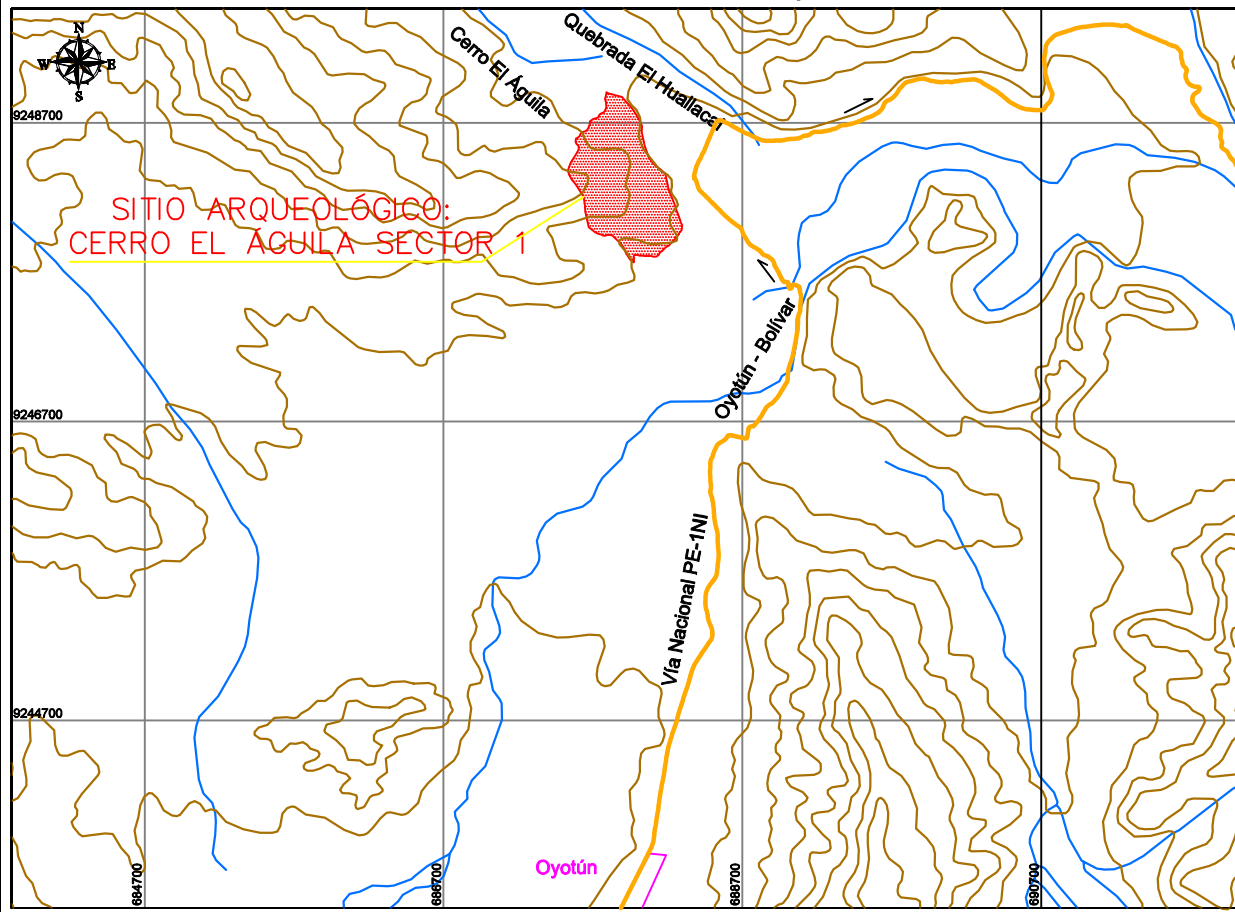 N
W E
S
Cerro El Águila
Quebrada El Huallacar
9248700
SITIO ARQUEOLÓGICO:
CERRO EL ÁGUILA SECTOR 1
Oyotún - Bolívar
9246700
Vía Nacional PE-1NI
9244700
Oyotún
684700
686700
688700
690700